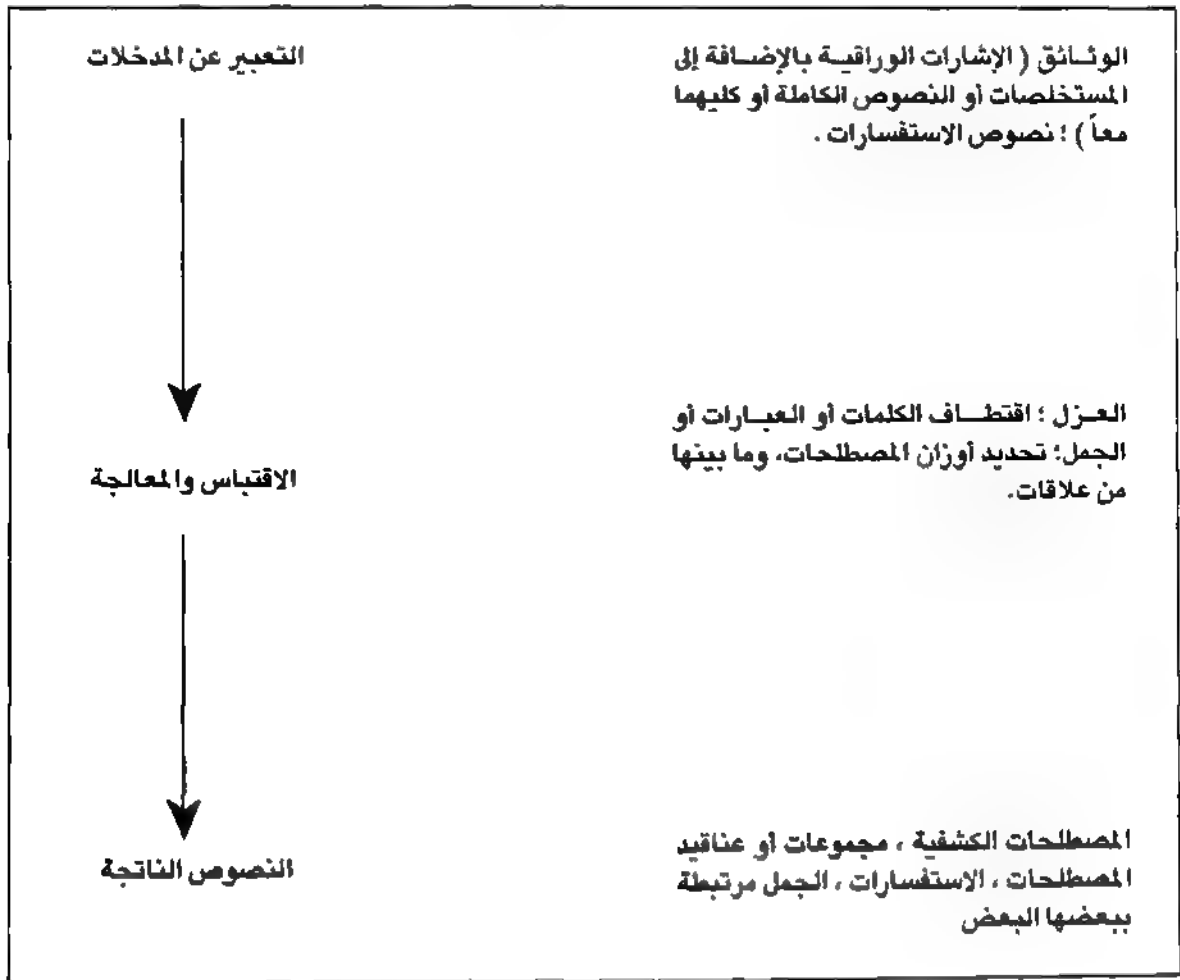 الوثائق ( الإشارات الوراقية بالإضافة إلى
المستخلصات أو النصوص الكاملة أو كليهما
معاً ) ؛ نصوص الاستفسارات .
التعبير عن المدخلات
العزل ؛ اقتطاف الكلمات أو العبارات أو
الجمل؛ تحديد أوزان المصطلحات، وما بينها
من علاقات.
الاقتباس والمعالجة
المصطلحات الكشفية ، مجموعات أو عناقيد
المصطلحات ، الاستفسارات ، الجمل مرتبطة
ببعضها البعض
النصوص الناتجة